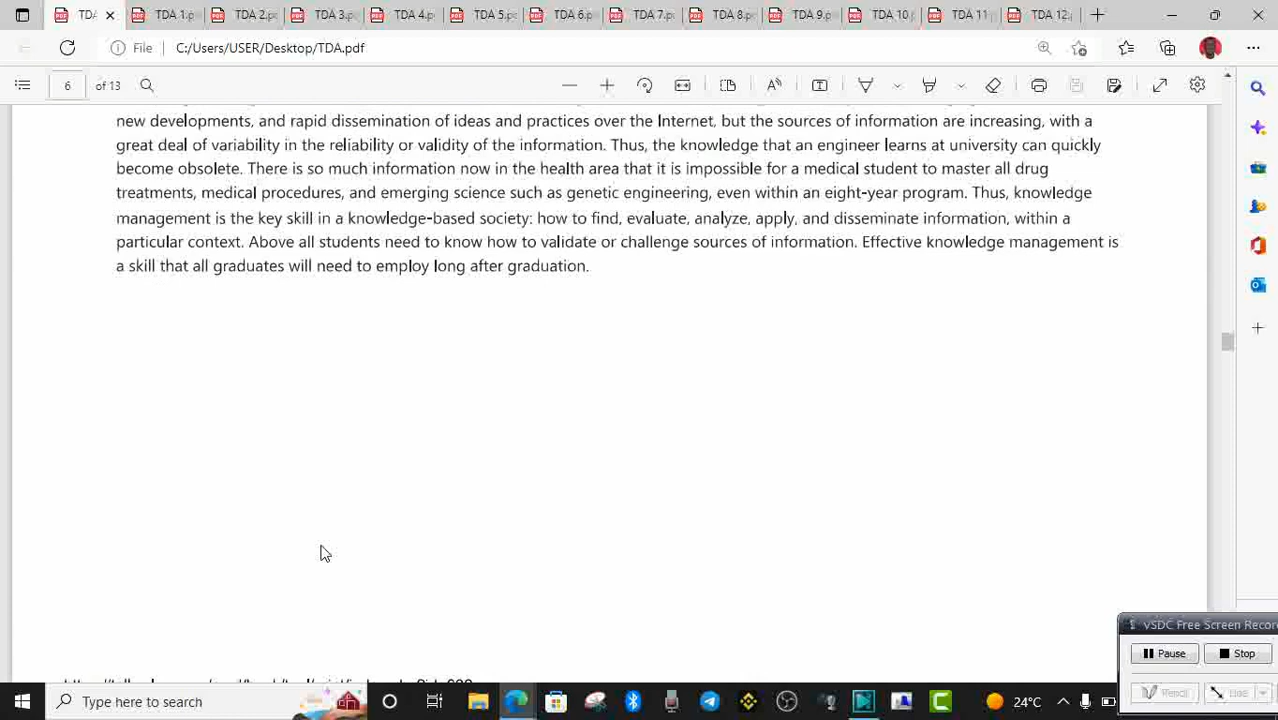 TDA
TDA 1.p
TDA 2.p
TDA 3.p
TDA 4.p
TDA 5.p
TDA 6.p
TDA 7.p
TDA 8.p
TDA 9.p
TDA 10
TDA 11
TDA 12.
File
C:/Users/USER/Desktop/TDA.pdf
6
of 13
new developments, and rapid dissemination of ideas and practices over the Internet, but the sources of information are increasing, with a
great deal of variability in the reliability or validity of the information. Thus, the knowledge that an engineer learns at university can quickly
become obsolete. There is so much information now in the health area that it is impossible for a medical student to master all drug
treatments, medical procedures, and emerging science such as genetic engineering, even within an eight-year program. Thus, knowledge
management is the key skill in a knowledge-based society: how to find, evaluate, analyze, apply, and disseminate information, within a
particular context. Above all students need to know how to validate or challenge sources of information. Effective knowledge management is
a skill that all graduates will need to employ long after graduation.
VSDC Free Screen Recor
Pause
Stop
Pencil
Line
Type here to search
24°C